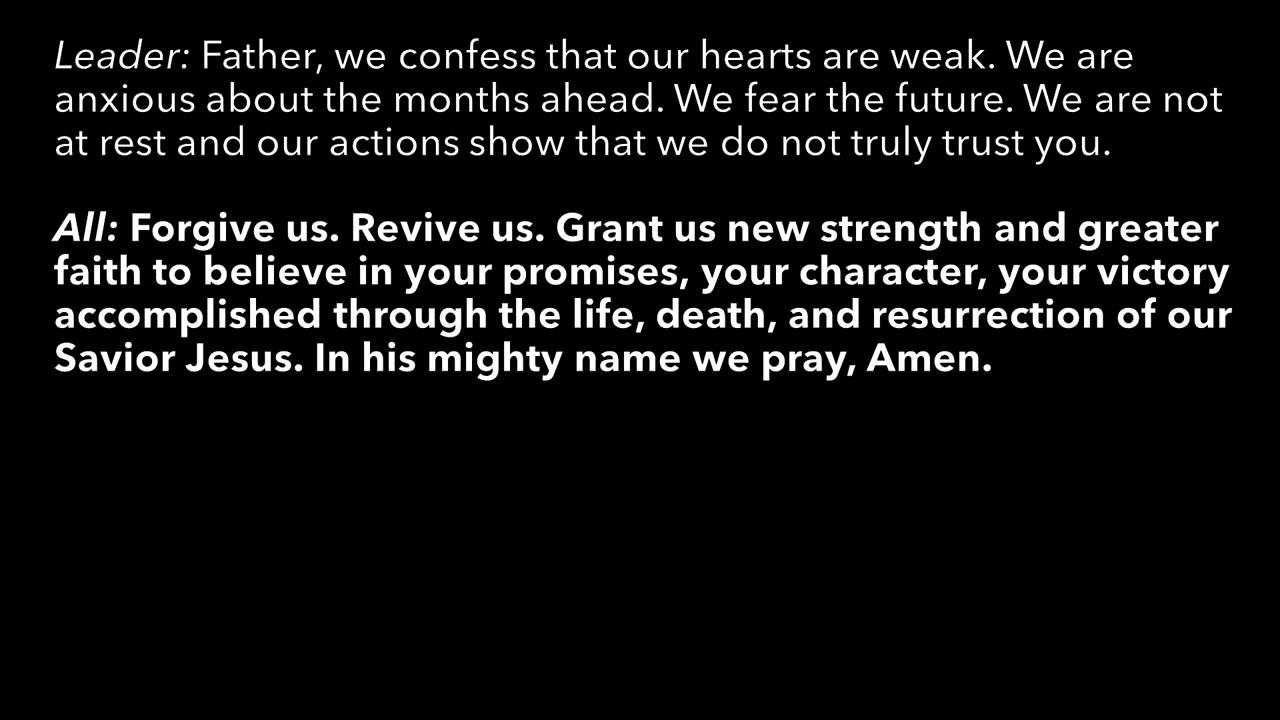 Leader: Father, we confess that our hearts are weak. We are
anxious about the months ahead. We fear the future. We are not
at rest and our actions show that we do not truly trust you.
All: Forgive us. Revive us. Grant us new strength and greater
faith to believe in your promises, your character, your victory
accomplished through the life, death, and resurrection of our
Savior Jesus. In his mighty name we pray, Amen.